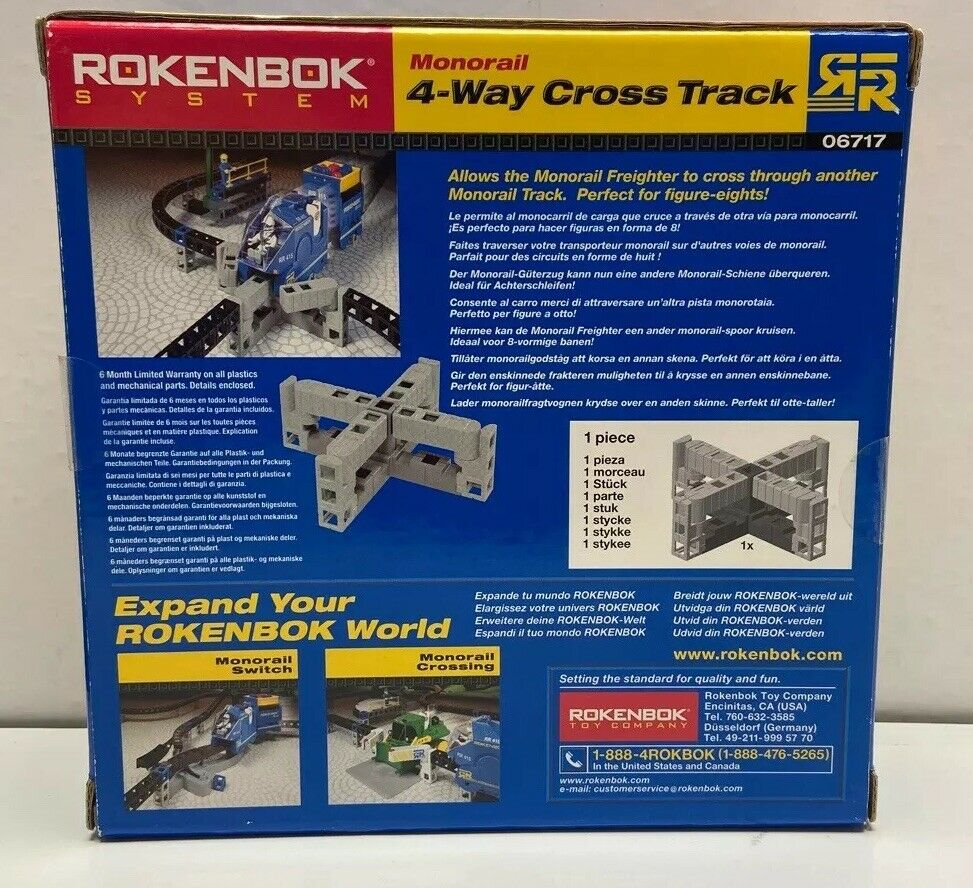 ROKENBOK®
SYSTEM
Monorail
4-Way Cross Track
RR
06717
Allows the Monorail Freighter to cross through another
Monorail Track. Perfect for figure-eights!
Le permite al monocarril de carga que cruce a través de otra vía para monocarril.
¡Es perfecto para hacer figuras en forma de 8!
Faites traverser votre transporteur monorail sur d'autres voies de monorail.
Parfait pour des circuits en forme de huit !
Der Monorail-Güterzug kann nun eine andere Monorail-Schiene überqueren.
Ideal für Achterschleifen!
Consente al carro merci di attraversare un'altra pista monorotaia.
Perfetto per figure a otto!
Hiermee kan de Monorail Freighter een ander monorail-spoor kruisen.
Ideaal voor 8-vormige banen!
Tillåter monorailgodståg att korsa en annan skena. Perfekt för att köra i en åtta.
Gir den enskinnede frakteren muligheten til å krysse en annen enskinnebane.
Perfekt for figur-åtte.
Lader monorailfragtvognen krydse over en anden skinne. Perfekt til otte-taller!
RR 415
6 Month Limited Warranty on all plastics
and mechanical parts. Details enclosed.
Garantía limitada de 6 meses en todos los plásticos
y partes mecánicas. Detalles de la garantía incluidos.
Garantie limitée de 6 mois sur les toutes pièces
mécaniques et en matière plastique. Explication
de la garantie incluse.
6 Monate begrenzte Garantie auf alle Plastik- und
mechanischen Teile. Garantiebedingungen in der Packung.
Garanzia limitata di sei mesi per tutte le parti di plastica e
meccaniche. Contiene i dettagli di garanzia.
6 Maanden beperkte garantie op alle kunststof en
mechanische onderdelen. Garantievoorwaarden bijgesloten.
6 månaders begränsad garanti för alla plast och mekaniska
delar. Detaljer om garantien inkluderat.
6 måneders begrenset garanti på plast og mekaniske deler.
Detaljer om garantien er inkludert.
6 måneders begrænset garanti på alle plastik- og mekaniske
dele. Oplysninger om garantien er vedlagt.
1 piece
1 pieza
1 morceau
1 Stück
1 parte
1 stuk
1 stycke
1 stykke
1 stykee
1x
Expand Your
ROKENBOK World
Expande tu mundo ROKENBOK
Elargissez votre univers ROKENBOK
Erweitere deine ROKENBOK-Welt
Espandi il tuo mondo ROKENBOK
Breidt jouw ROKENBOK-wereld uit
Utvidga din ROKENBOK värld
Utvid din ROKENBOK-verden
Udvid din ROKENBOK-verden
www.rokenbok.com
Monorail
Switch
Monorail
Crossing
RR 415
Setting the standard for quality and fun.
ROKENBOK®
TOY COMPANY
Rokenbok Toy Company
Encinitas, CA (USA)
Tel. 760-632-3585
Düsseldorf (Germany)
Tel. 49-211-999 57 70
1-888-4ROKBOK (1-888-476-5265)
In the United States and Canada
www.rokenbok.com
e-mail: customerservice@rokenbok.com